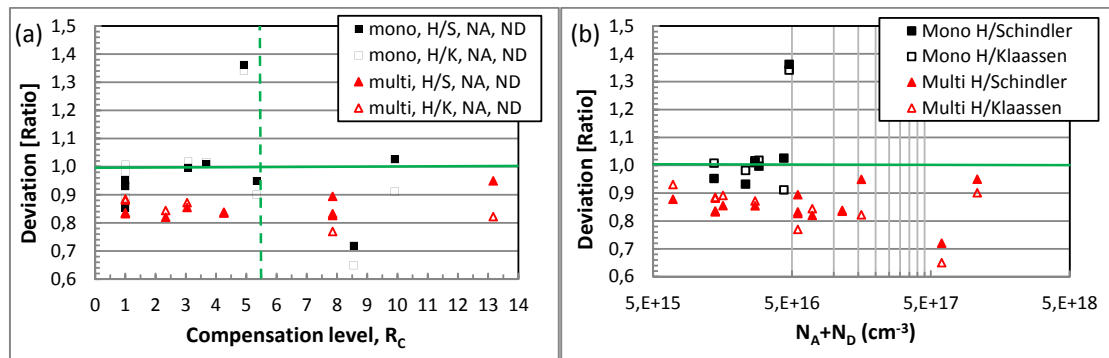 (a)
1,5
1,4
1,3
1,2
1,1
1,0
0,9
0,8
0,7
0,6
Deviation [Ratio]
mono, H/S, NA, ND
mono, H/K, NA, ND
multi, H/S, NA, ND
multi, H/K, NA, ND
0 1 2 3 4 5 6 7 8 9 10 11 12 13 14
Compensation level, R_C
(b)
1,5
1,4
1,3
1,2
1,1
1,0
0,9
0,8
0,7
0,6
Deviation [Ratio]
Mono H/Schindler
Mono H/Klaassen
Multi H/Schindler
Multi H/Klaassen
5,E+15 5,E+16 5,E+17 5,E+18
N_A+N_D (cm⁻³)